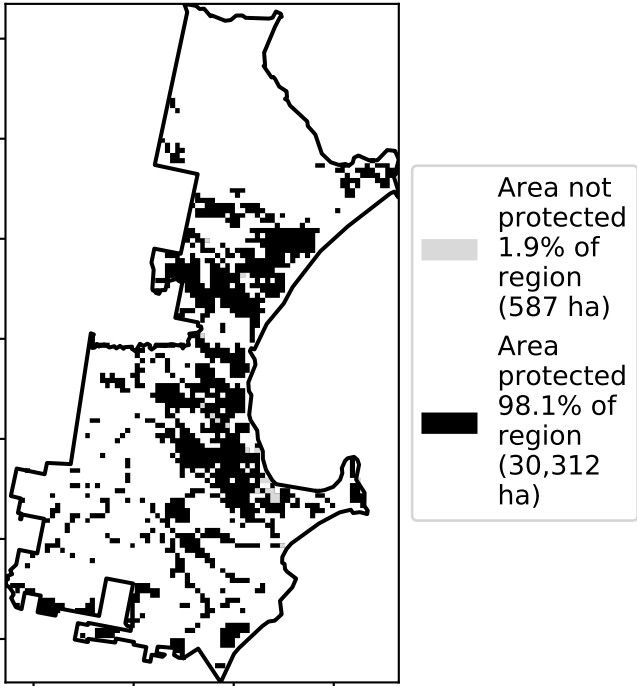 Area not
protected
1.9% of
region
(587 ha)
Area
protected
98.1% of
region
(30,312
ha)